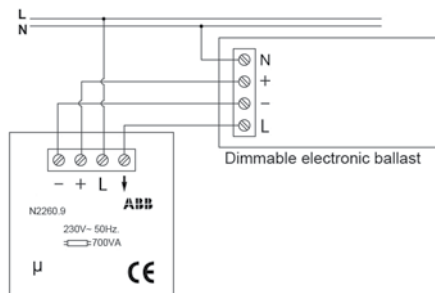 L
N
N
+
−
L
Dimmable electronic ballast
− + L
ABB
N2260.9
230V~ 50Hz.
700VA
µ
CE